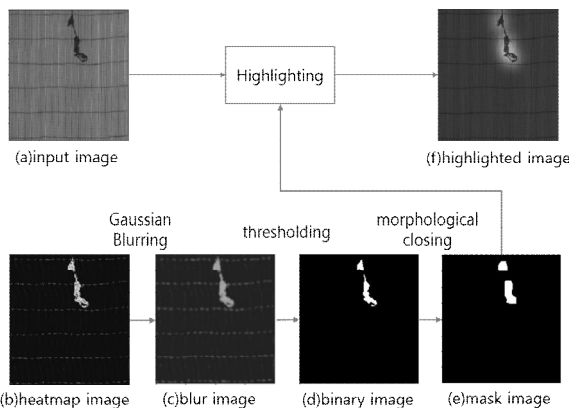 Highlighting
(a)input image
(f)highlighted image
Gaussian
Blurring
thresholding
morphological
closing
(b)heatmap image
(c)blur image
(d)binary image
(e)mask image